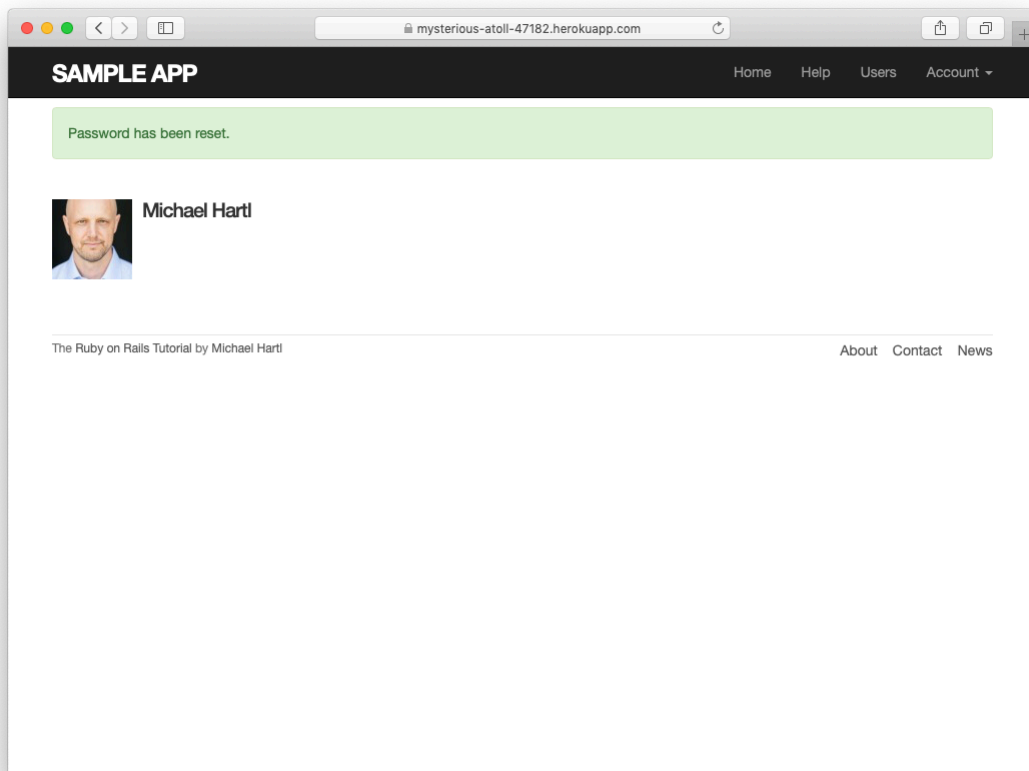 mysterious-atoll-47182.herokuapp.com
SAMPLE APP
Home Help Users Account
Password has been reset.
Michael Hartl
The Ruby on Rails Tutorial by Michael Hartl
About Contact News